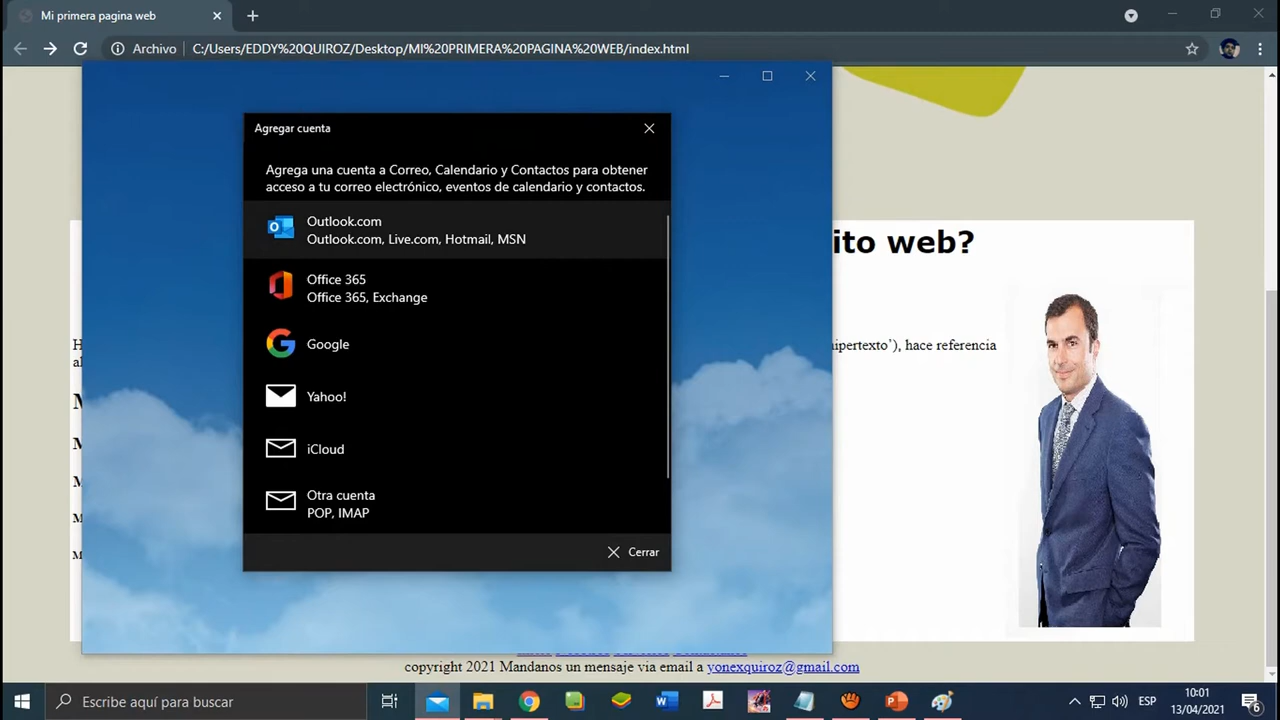 Mi primera pagina web
Archivo
C:/Users/EDDY%20QUIROZ/Desktop/MI%20PRIMERA%20PAGINA%20WEB/index.html
Agregar cuenta
Agrega una cuenta a Correo, Calendario y Contactos para obtener
acceso a tu correo electrónico, eventos de calendario y contactos.
Outlook.com
Outlook.com, Live.com, Hotmail, MSN
Office 365
Office 365, Exchange
Google
Yahoo!
iCloud
Otra cuenta
POP, IMAP
Cerrar
ito web?
ipertexto’), hace referencia
copyright 2021 Mandanos un mensaje via email a yonexquiroz@gmail.com
Escribe aquí para buscar
ESP
10:01
13/04/2021
6